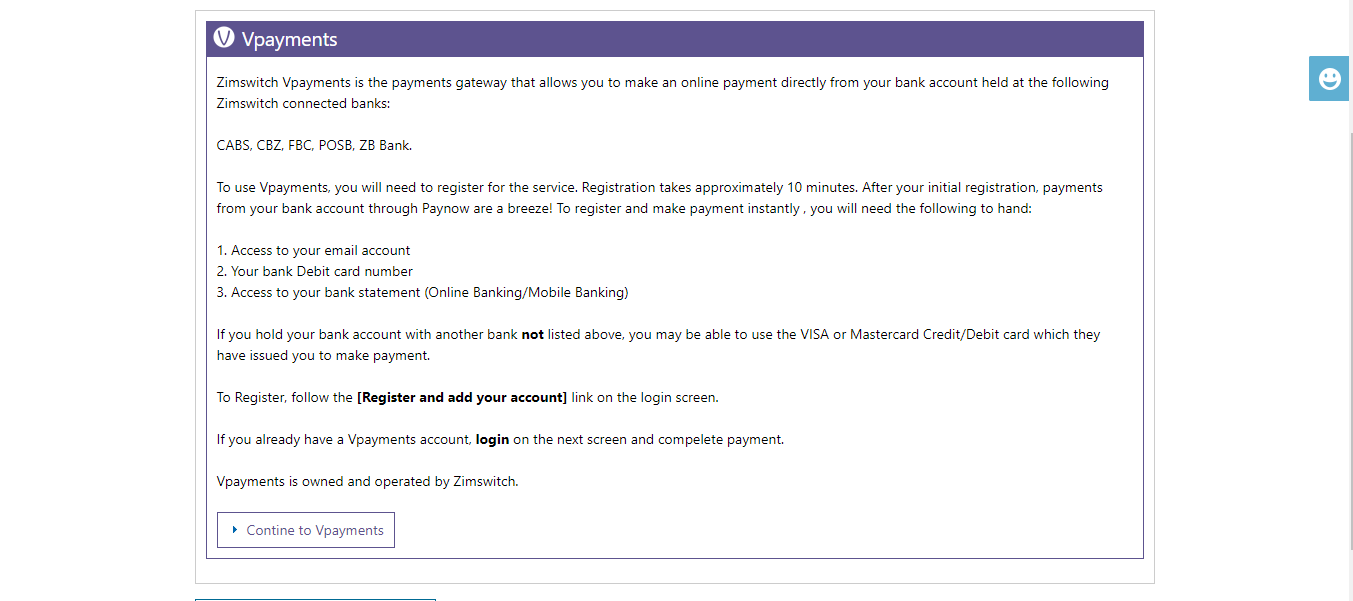 Vpayments
Zimswitch Vpayments is the payments gateway that allows you to make an online payment directly from your bank account held at the following
Zimswitch connected banks:
CABS, CBZ, FBC, POSB, ZB Bank.
To use Vpayments, you will need to register for the service. Registration takes approximately 10 minutes. After your initial registration, payments
from your bank account through Paynow are a breeze! To register and make payment instantly , you will need the following to hand:
1. Access to your email account
2. Your bank Debit card number
3. Access to your bank statement (Online Banking/Mobile Banking)
If you hold your bank account with another bank not listed above, you may be able to use the VISA or Mastercard Credit/Debit card which they
have issued you to make payment.
To Register, follow the [Register and add your account] link on the login screen.
If you already have a Vpayments account, login on the next screen and compelete payment.
Vpayments is owned and operated by Zimswitch.
Contine to Vpayments